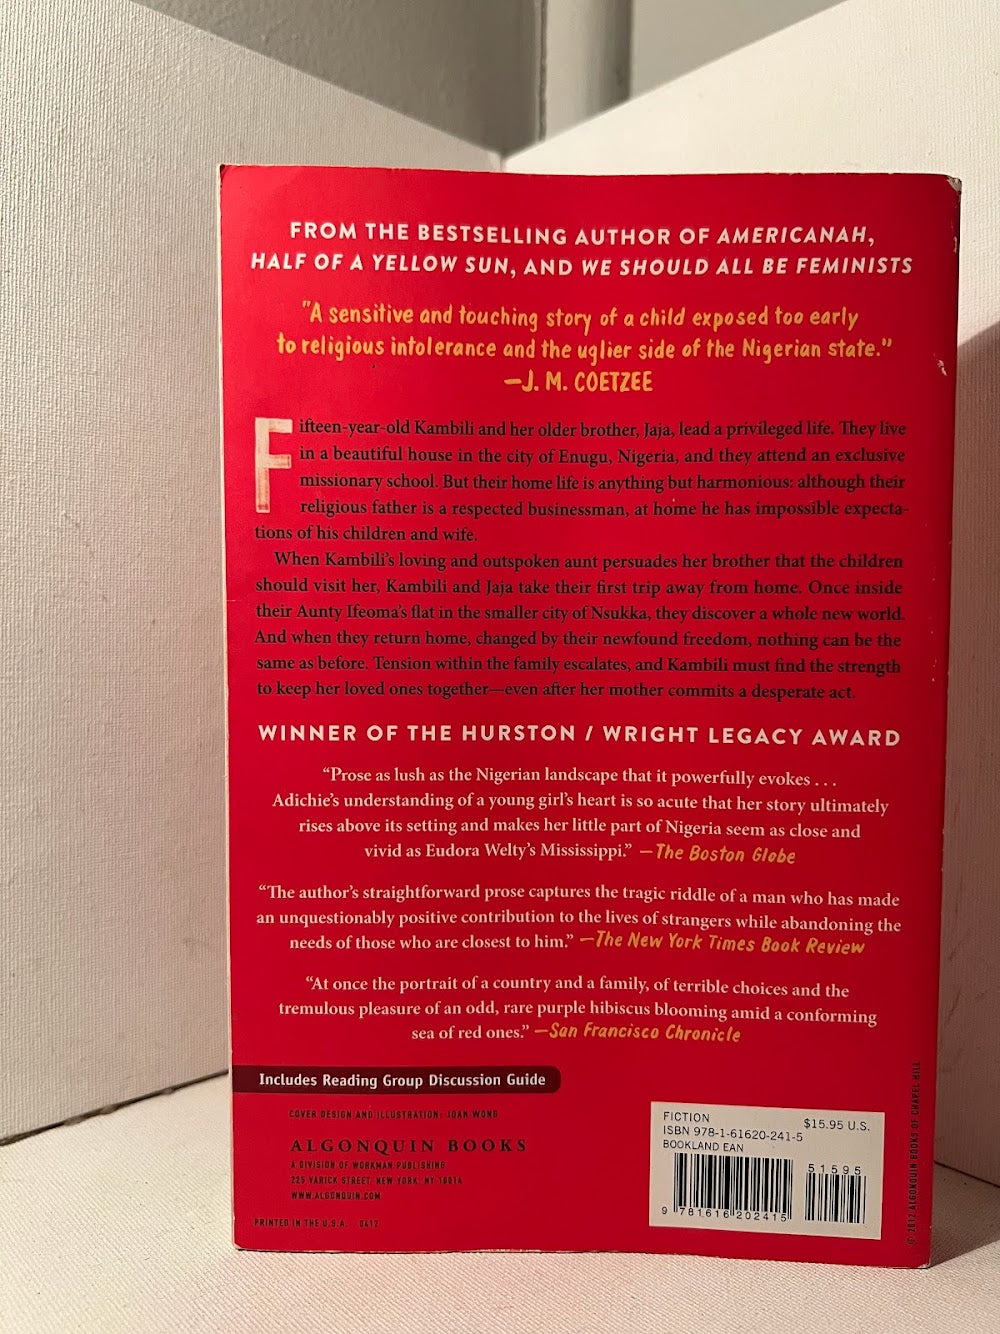 FROM THE BESTSELLING AUTHOR OF AMERICANAH,
HALF OF A YELLOW SUN, AND WE SHOULD ALL BE FEMINISTS
"A sensitive and touching story of a child exposed too early
to religious intolerance and the uglier side of the Nigerian state."
—J. M. COETZEE
Fifteen-year-old Kambili and her older brother, Jaja, lead a privileged life. They live
in a beautiful house in the city of Enugu, Nigeria, and they attend an exclusive
missionary school. But their home life is anything but harmonious: although their
religious father is a respected businessman, at home he has impossible expecta-
tions of his children and wife.
When Kambili's loving and outspoken aunt persuades her brother that the children
should visit her, Kambili and Jaja take their first trip away from home. Once inside
their Aunty Ifeoma's flat in the smaller city of Nsukka, they discover a whole new world.
And when they return home, changed by their newfound freedom, nothing can be the
same as before. Tension within the family escalates, and Kambili must find the strength
to keep her loved ones together—even after her mother commits a desperate act.
WINNER OF THE HURSTON / WRIGHT LEGACY AWARD
"Prose as lush as the Nigerian landscape that it powerfully evokes . . .
Adichie's understanding of a young girl's heart is so acute that her story ultimately
rises above its setting and makes her little part of Nigeria seem as close and
vivid as Eudora Welty's Mississippi." —The Boston Globe
"The author's straightforward prose captures the tragic riddle of a man who has made
an unquestionably positive contribution to the lives of strangers while abandoning the
needs of those who are closest to him." —The New York Times Book Review
"At once the portrait of a country and a family, of terrible choices and the
tremulous pleasure of an odd, rare purple hibiscus blooming amid a conforming
sea of red ones." —San Francisco Chronicle
Includes Reading Group Discussion Guide
COVER DESIGN AND ILLUSTRATION: JOAN WONG
ALGONQUIN BOOKS
A DIVISION OF WORKMAN PUBLISHING
225 VARICK STREET, NEW YORK, NY 10014
WWW.ALGONQUIN.COM
PRINTED IN THE U.S.A. 0412
FICTION $15.95 U.S.
ISBN 978-1-61620-241-5
BOOKLAND EAN
51595
9 781616 202415
© 2012 ALGONQUIN BOOKS OF CHAPEL HILL